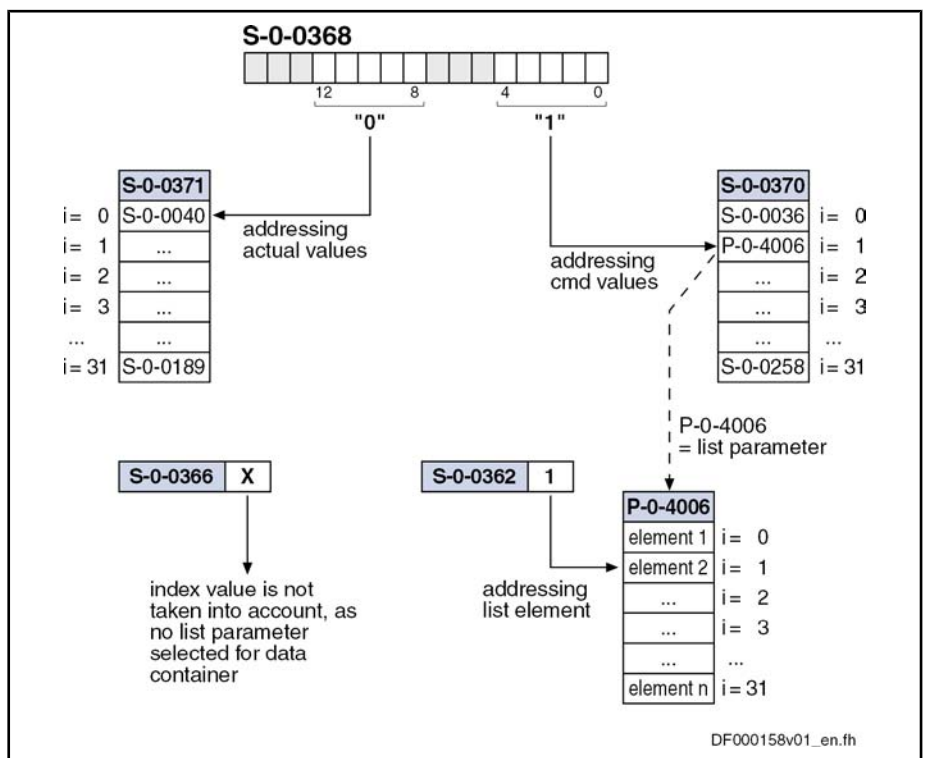 S-0-0368
12 8 4 0
"0" "1"
S-0-0371
i= 0 S-0-0040
i= 1 ...
i= 2 ...
i= 3 ...
... ...
i= 31 S-0-0189
addressing
actual values
S-0-0370
S-0-0036 i= 0
P-0-4006 i= 1
... i= 2
... i= 3
... ...
S-0-0258 i= 31
addressing
cmd values
P-0-4006
= list parameter
S-0-0366 X
index value is not
taken into account, as
no list parameter
selected for data
container
S-0-0362 1
addressing
list element
P-0-4006
element 1 i= 0
element 2 i= 1
... i= 2
... i= 3
... ...
element n i= 31
DF000158v01_en.fh